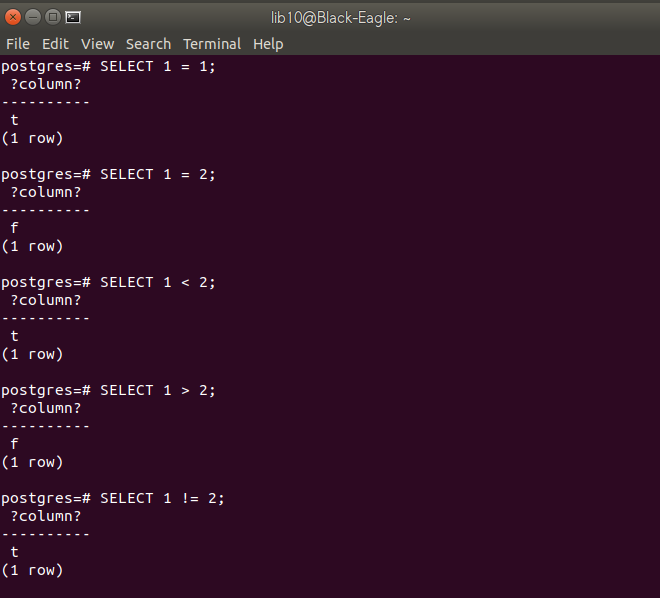 lib10@Black-Eagle: ~
File Edit View Search Terminal Help
postgres=# SELECT 1 = 1;
 ?column?
----------
 t
(1 row)

postgres=# SELECT 1 = 2;
 ?column?
----------
 f
(1 row)

postgres=# SELECT 1 < 2;
 ?column?
----------
 t
(1 row)

postgres=# SELECT 1 > 2;
 ?column?
----------
 f
(1 row)

postgres=# SELECT 1 != 2;
 ?column?
----------
 t
(1 row)